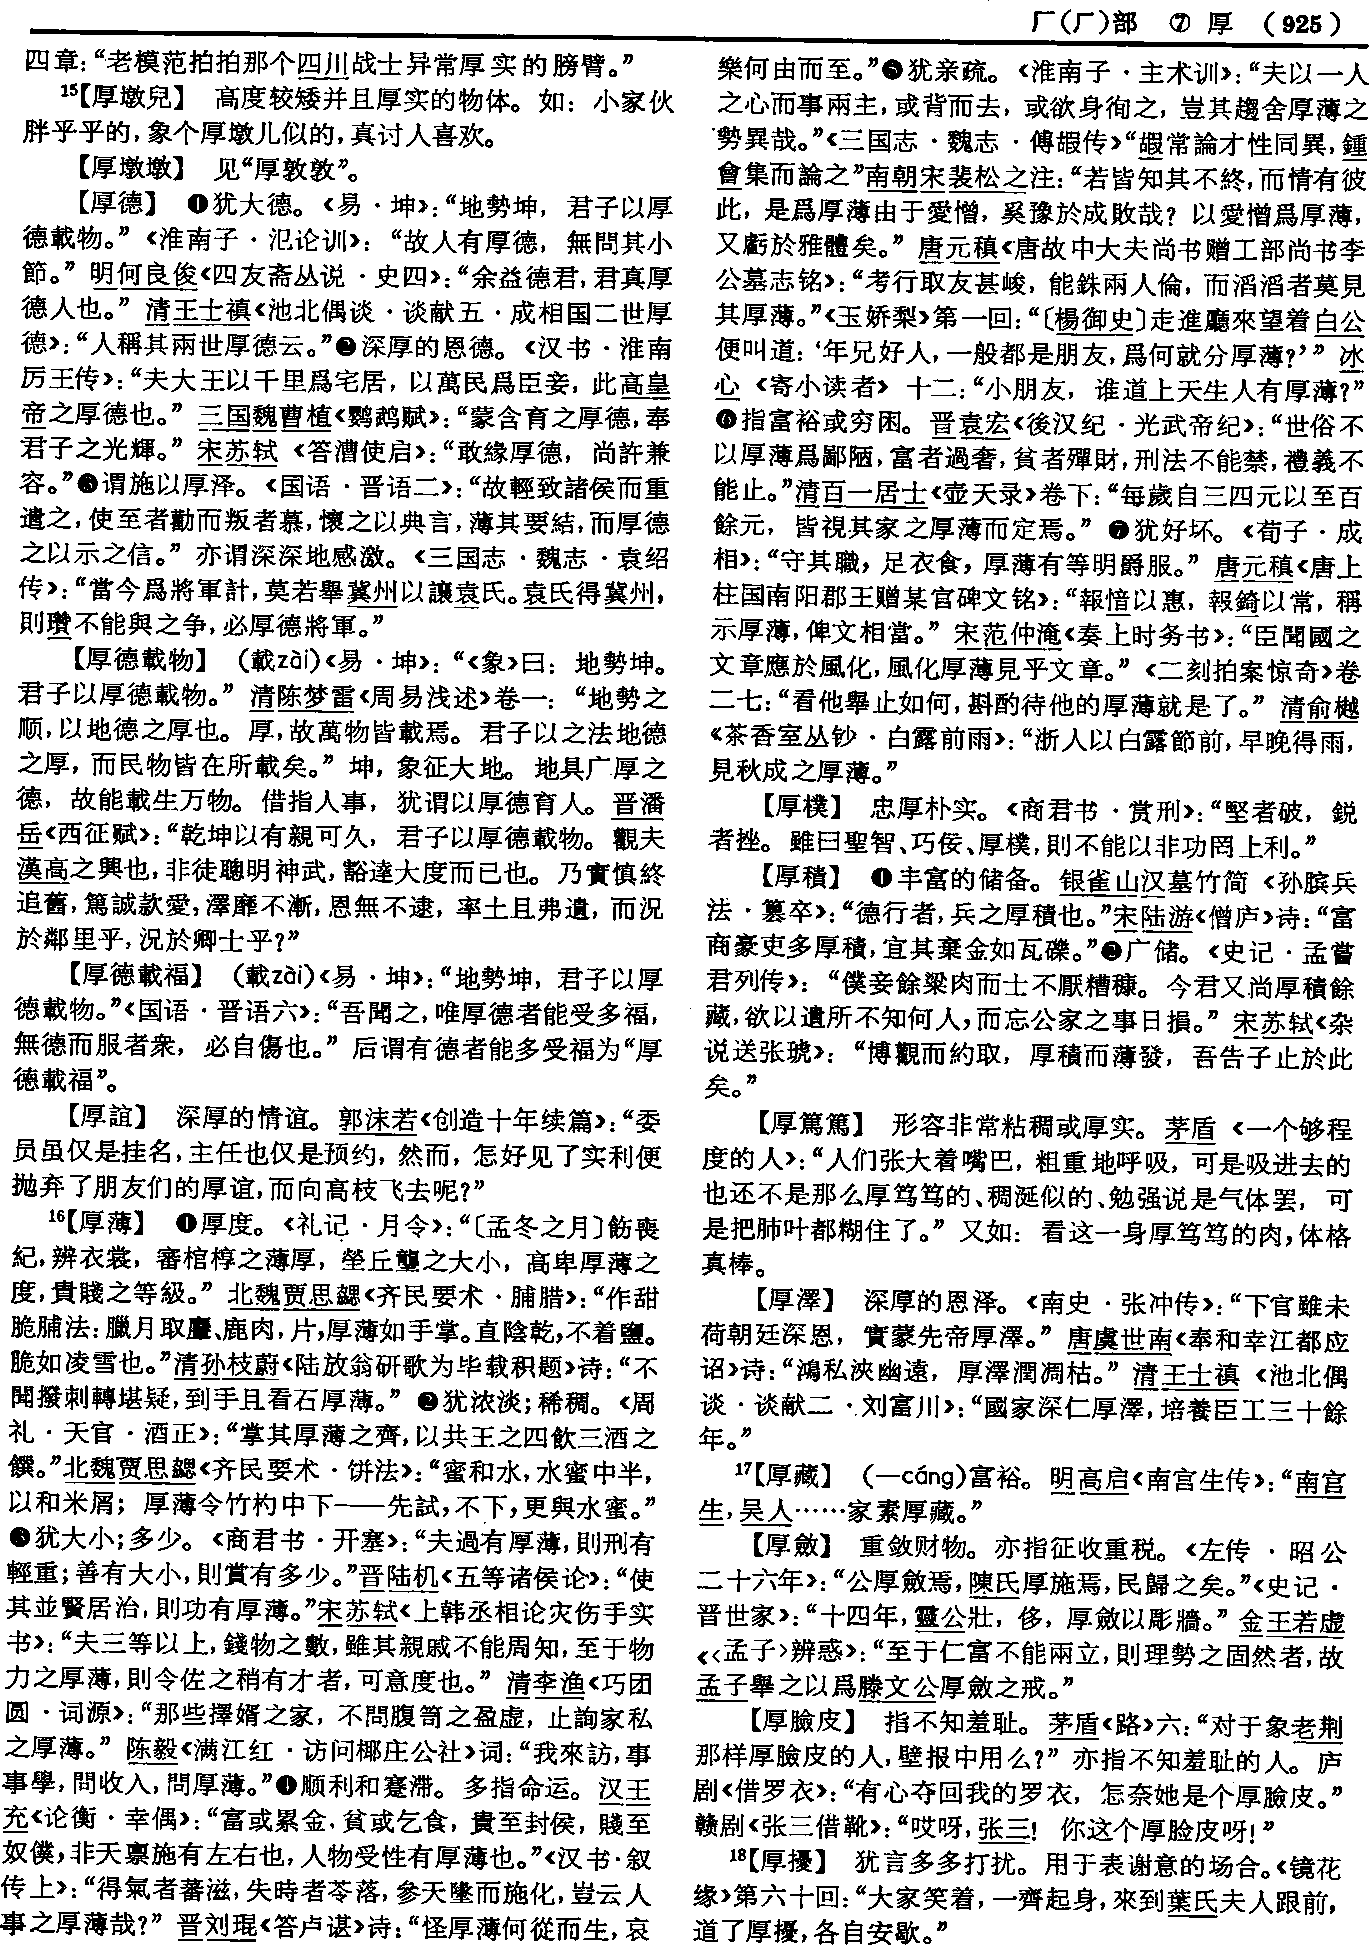 厂(厂)部　⑦　厚　(925)
四章：“老模范拍拍那个四川战士异常厚实的膀臂。”
15【厚墩兒】　高度较矮并且厚实的物体。如：小家伙
胖乎乎的，象个厚墩儿似的，真讨人喜欢。
【厚墩墩】　见“厚敦敦”。
【厚德】　❶犹大德。《易·坤》：“地勢坤，君子以厚
德載物。”《淮南子·氾论训》：“故人有厚德，無問其小
節。”明何良俊《四友斋丛说·史四》：“余益德君，君真厚
德人也。”清王士禛《池北偶谈·谈献五·成相国二世厚
德》：“人稱其兩世厚德云。”❷深厚的恩德。《汉书·淮南
厉王传》：“夫大王以千里爲宅居，以萬民爲臣妾，此高皇
帝之厚德也。”三国魏曹植《鹦鹉赋》：“蒙含育之厚德，奉
君子之光輝。”宋苏轼《答漕使启》：“敢緣厚德，尚許兼
容。”❸谓施以厚泽。《国语·晋语二》：“故輕致諸侯而重
遣之，使至者勸而叛者慕，懷之以典言，薄其要結，而厚德
之以示之信。”亦谓深深地感激。《三国志·魏志·袁绍
传》：“當今爲將軍計，莫若舉冀州以讓袁氏。袁氏得冀州，
則瓚不能與之争，必厚德將軍。”
【厚德載物】　(載zài)《易·坤》：“《象》曰：地勢坤。
君子以厚德載物。”清陈梦雷《周易浅述》卷一：“地勢之
顺，以地德之厚也。厚，故萬物皆載焉。君子以之法地德
之厚，而民物皆在所載矣。”坤，象征大地。地具广厚之
德，故能載生万物。借指人事，犹谓以厚德育人。晋潘
岳《西征赋》：“乾坤以有親可久，君子以厚德載物。觀夫
漢高之興也，非徒聰明神武，豁達大度而已也。乃實慎終
追舊，篤誠款愛，澤靡不漸，恩無不逮，率土且弗遺，而況
於鄰里乎，況於卿士乎？”
【厚德載福】　(載zài)《易·坤》：“地勢坤，君子以厚
德載物。”《国语·晋语六》：“吾聞之，唯厚德者能受多福，
無德而服者衆，必自傷也。”后谓有德者能多受福为“厚
德載福”。
【厚誼】　深厚的情谊。郭沫若《创造十年续篇》：“委
员虽仅是挂名，主任也仅是预约，然而，怎好见了实利便
抛弃了朋友们的厚谊，而向高枝飞去呢？”
16【厚薄】　❶厚度。《礼记·月令》：“〔孟冬之月〕飭喪
紀，辨衣裳，審棺椁之薄厚，塋丘壟之大小，高卑厚薄之
度，貴賤之等級。”北魏贾思勰《齐民要术·脯腊》：“作甜
脆脯法：臘月取麞、鹿肉，片，厚薄如手掌。直陰乾，不着鹽。
脆如凌雪也。”清孙枝蔚《陆放翁研歌为毕载积题》诗：“不
聞撥刺轉堪疑，到手且看石厚薄。”❷犹浓淡；稀稠。《周
礼·天官·酒正》：“掌其厚薄之齊，以共王之四飲三酒之
饌。”北魏贾思勰《齐民要术·饼法》：“蜜和水，水蜜中半，
以和米屑；厚薄令竹杓中下——先試，不下，更與水蜜。”
❸犹大小；多少。《商君书·开塞》：“夫過有厚薄，則刑有
輕重；善有大小，則賞有多少。”晋陆机《五等诸侯论》：“使
其並賢居治，則功有厚薄。”宋苏轼《上韩丞相论灾伤手实
书》：“夫三等以上，錢物之數，雖其親戚不能周知，至于物
力之厚薄，則令佐之稍有才者，可意度也。”清李渔《巧团
圆·词源》：“那些擇婿之家，不問腹笥之盈虚，止詢家私
之厚薄。”陈毅《满江红·访问椰庄公社》词：“我來訪，事
事學，問收入，問厚薄。”❹顺利和蹇滞。多指命运。汉王
充《论衡·幸偶》：“富或累金，貧或乞食，貴至封侯，賤至
奴僕，非天禀施有左右也，人物受性有厚薄也。”《汉书·叙
传上》：“得氣者蕃滋，失時者苓落，參天墬而施化，豈云人
事之厚薄哉？”晋刘琨《答卢谌》诗：“怪厚薄何從而生，哀
樂何由而至。”❺犹亲疏。《淮南子·主术训》：“夫以一人
之心而事兩主，或背而去，或欲身徇之，豈其趨舍厚薄之
勢異哉。”《三国志·魏志·傅嘏传》“嘏常論才性同異，鍾
會集而論之”南朝宋裴松之注：“若皆知其不終，而情有彼
此，是爲厚薄由于愛憎，奚豫於成敗哉？以愛憎爲厚薄，
又虧於雅體矣。”唐元稹《唐故中大夫尚书赠工部尚书李
公墓志铭》：“考行取友甚峻，能銖兩人倫，而滔滔者莫見
其厚薄。”《玉娇梨》第一回：“〔楊御史〕走進廳來望着白公
便叫道：‘年兄好人，一般都是朋友，爲何就分厚薄？’”冰
心《寄小读者》十二：“小朋友，谁道上天生人有厚薄？”
❻指富裕或穷困。晋袁宏《後汉纪·光武帝纪》：“世俗不
以厚薄爲鄙陋，富者過奢，貧者殫財，刑法不能禁，禮義不
能止。”清百一居士《壶天录》卷下：“每歲自三四元以至百
餘元，皆視其家之厚薄而定焉。”❼犹好坏。《荀子·成
相》：“守其職，足衣食，厚薄有等明爵服。”唐元稹《唐上
柱国南阳郡王赠某官碑文铭》：“報愔以惠，報錡以常，稱
示厚薄，俾文相當。”宋范仲淹《奏上时务书》：“臣聞國之
文章應於風化，風化厚薄見乎文章。”《二刻拍案惊奇》卷
二七：“看他舉止如何，斟酌待他的厚薄就是了。”清俞樾
《茶香室丛钞·白露前雨》：“浙人以白露節前，早晚得雨，
見秋成之厚薄。”
【厚樸】　忠厚朴实。《商君书·赏刑》：“堅者破，鋭
者挫。雖曰聖智、巧佞、厚樸，則不能以非功罔上利。”
【厚積】　❶丰富的储备。银雀山汉墓竹简《孙膑兵
法·篡卒》：“德行者，兵之厚積也。”宋陆游《僧庐》诗：“富
商豪吏多厚積，宜其棄金如瓦礫。”❷广储。《史记·孟嘗
君列传》：“僕妾餘粱肉而士不厭糟糠。今君又尚厚積餘
藏，欲以遺所不知何人，而忘公家之事日損。”宋苏轼《杂
说送张琥》：“博觀而約取，厚積而薄發，吾告子止於此
矣。”
【厚篤篤】　形容非常粘稠或厚实。茅盾《一个够程
度的人》：“人们张大着嘴巴，粗重地呼吸，可是吸进去的
也还不是那么厚笃笃的、稠涎似的、勉强说是气体罢，可
是把肺叶都糊住了。”又如：看这一身厚笃笃的肉，体格
真棒。
【厚澤】　深厚的恩泽。《南史·张冲传》：“下官雖未
荷朝廷深恩，實蒙先帝厚澤。”唐虞世南《奉和幸江都应
诏》诗：“鴻私浹幽遠，厚澤潤凋枯。”清王士禛《池北偶
谈·谈献二·刘富川》：“國家深仁厚澤，培養臣工三十餘
年。”
17【厚藏】　(—cáng)富裕。明高启《南宫生传》：“南宫
生，吴人……家素厚藏。”
【厚斂】　重敛财物。亦指征收重税。《左传·昭公
二十六年》：“公厚斂焉，陳氏厚施焉，民歸之矣。”《史记·
晋世家》：“十四年，靈公壯，侈，厚斂以彫牆。”金王若虚
《〈孟子〉辨惑》：“至于仁富不能兩立，則理勢之固然者，故
孟子舉之以爲滕文公厚斂之戒。”
【厚臉皮】　指不知羞耻。茅盾《路》六：“对于象老荆
那样厚臉皮的人，壁报中用么？”亦指不知羞耻的人。庐
剧《借罗衣》：“有心夺回我的罗衣，怎奈她是个厚臉皮。”
赣剧《张三借靴》：“哎呀，张三！你这个厚脸皮呀！”
18【厚擾】　犹言多多打扰。用于表谢意的场合。《镜花
缘》第六十回：“大家笑着，一齊起身，來到葉氏夫人跟前，
道了厚擾，各自安歇。”